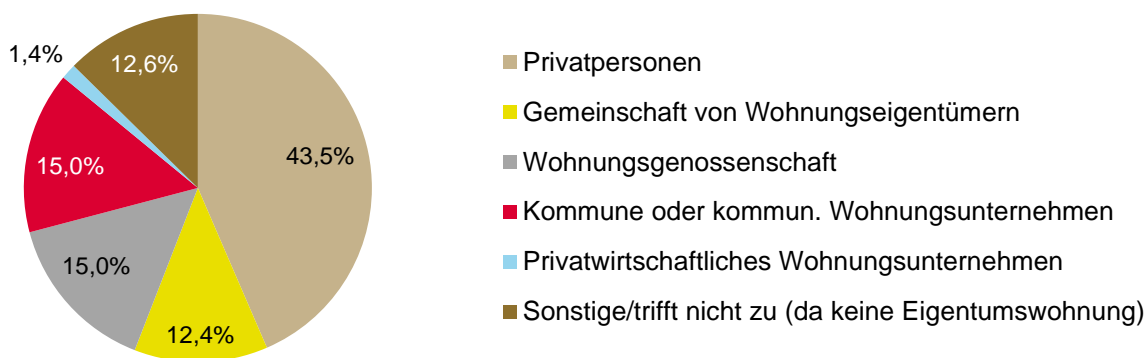 1,4%
12,6%
43,5%
15,0%
15,0%
12,4%
Privatpersonen
Gemeinschaft von Wohnungseigentümern
Wohnungsgenossenschaft
Kommune oder kommun. Wohnungsunternehmen
Privatwirtschaftliches Wohnungsunternehmen
Sonstige/trifft nicht zu (da keine Eigentumswohnung)